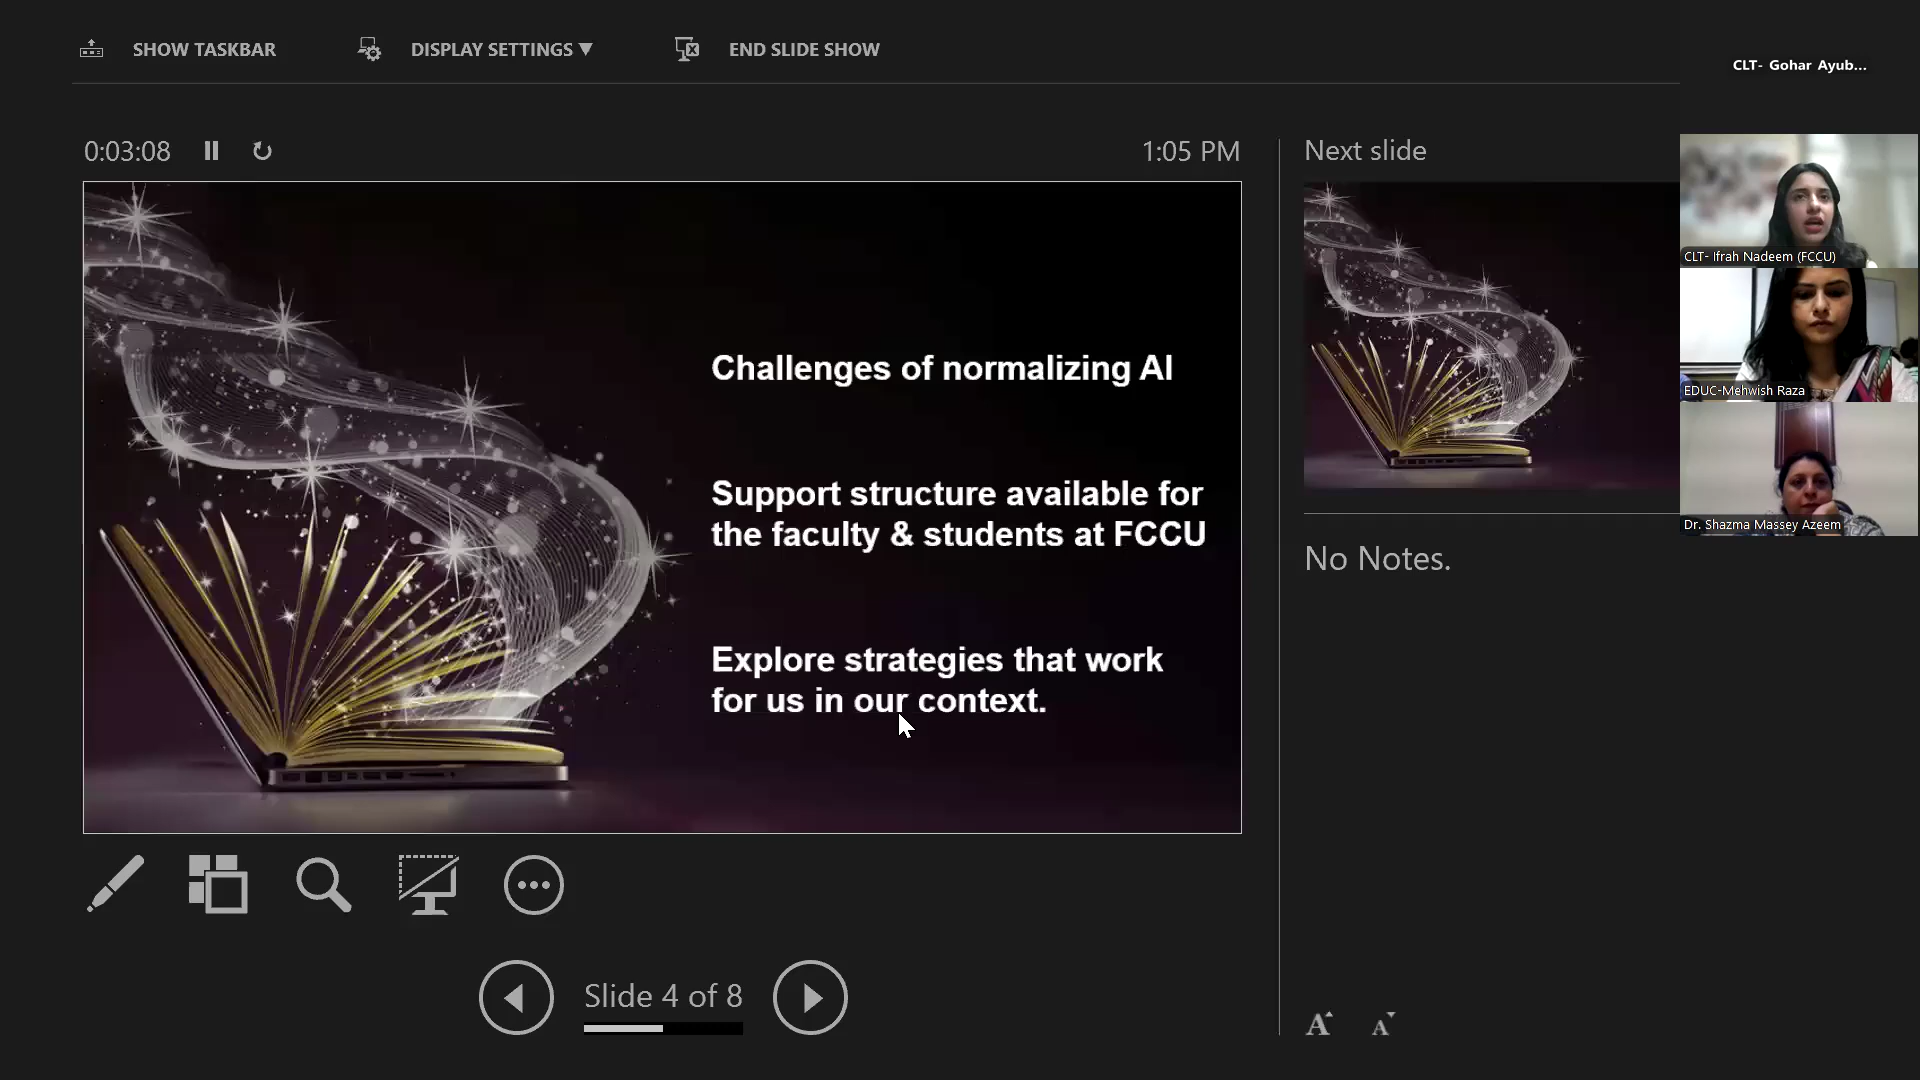 SHOW TASKBAR
DISPLAY SETTINGS ▼
END SLIDE SHOW
CLT- Gohar Ayub...
0:03:08
1:05 PM
Next slide
Challenges of normalizing AI
Support structure available for
the faculty & students at FCCU
Explore strategies that work
for us in our context.
CLT- Ifrah Nadeem (FCCU)
EDUC-Mehwish Raza
Dr. Shazma Massey Azeem
No Notes.
Slide 4 of 8
A A